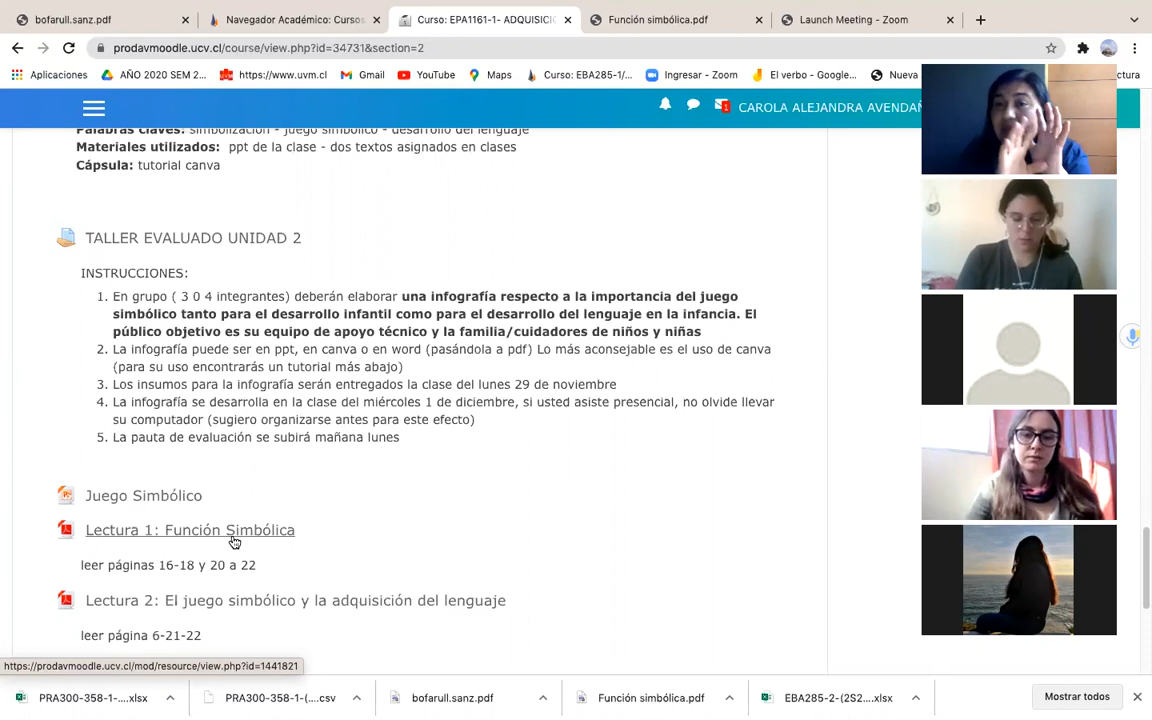 bofarull.sanz.pdf
Navegador Académico: Cursos
Curso: EPA1161-1- ADQUISICI
Función simbólica.pdf
Launch Meeting - Zoom
prodavmoodle.ucv.cl/course/view.php?id=34731&section=2
Aplicaciones
AÑO 2020 SEM 2...
https://www.uvm.cl
Gmail
YouTube
Maps
Curso: EBA285-1/...
Ingresar - Zoom
El verbo - Google...
Nueva
ctura
CAROLA ALEJANDRA AVENDAÑ
Palabras claves: simbolización - juego simbólico - desarrollo del lenguaje
Materiales utilizados: ppt de la clase - dos textos asignados en clases
Cápsula: tutorial canva
TALLER EVALUADO UNIDAD 2
INSTRUCCIONES:
1. En grupo ( 3 0 4 integrantes) deberán elaborar una infografía respecto a la importancia del juego
simbólico tanto para el desarrollo infantil como para el desarrollo del lenguaje en la infancia. El
público objetivo es su equipo de apoyo técnico y la familia/cuidadores de niños y niñas
2. La infografía puede ser en ppt, en canva o en word (pasándola a pdf) Lo más aconsejable es el uso de canva
(para su uso encontrarás un tutorial más abajo)
3. Los insumos para la infografía serán entregados la clase del lunes 29 de noviembre
4. La infografía se desarrolla en la clase del miércoles 1 de diciembre, si usted asiste presencial, no olvide llevar
su computador (sugiero organizarse antes para este efecto)
5. La pauta de evaluación se subirá mañana lunes
Juego Simbólico
Lectura 1: Función Simbólica
leer páginas 16-18 y 20 a 22
Lectura 2: El juego simbólico y la adquisición del lenguaje
leer página 6-21-22
https://prodavmoodle.ucv.cl/mod/resource/view.php?id=1441821
PRA300-358-1-....xlsx
PRA300-358-1-(....csv
bofarull.sanz.pdf
Función simbólica.pdf
EBA285-2-(2S2....xlsx
Mostrar todos